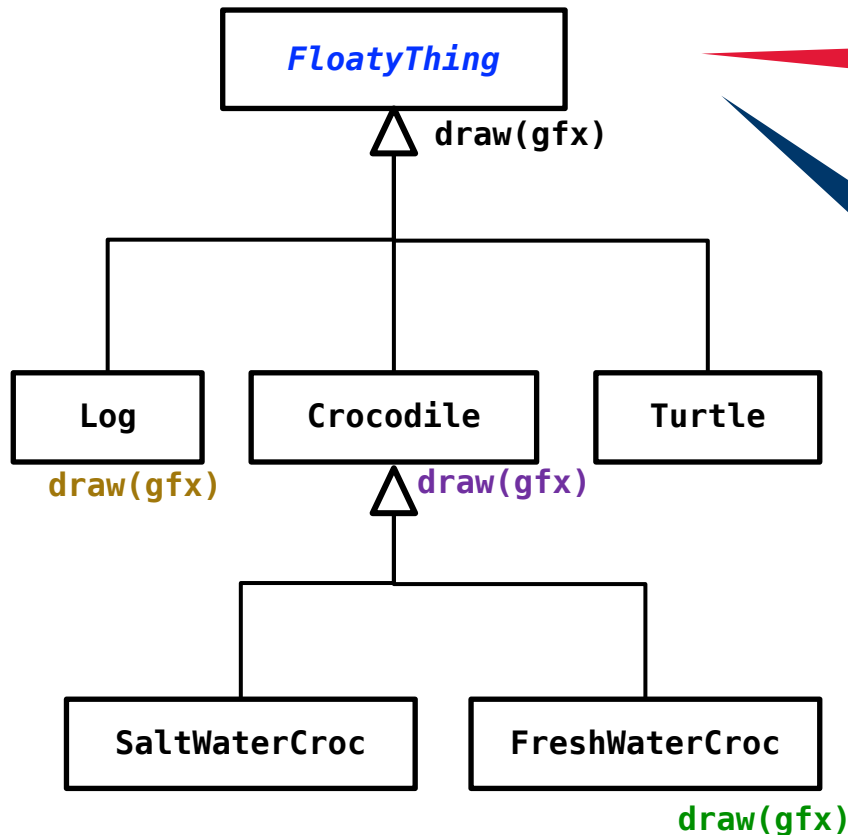 FloatyThing
draw(gfx)
Log
Crocodile
Turtle
draw(gfx)
draw(gfx)
SaltWaterCroc
FreshWaterCroc
draw(gfx)